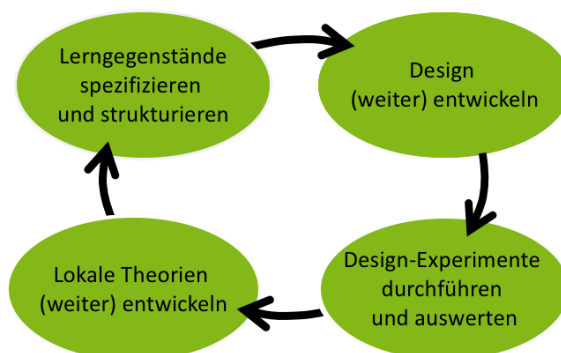 Lerngegenstände
spezifizieren
und strukturieren
Design
(weiter) entwickeln
Design-Experimente
durchführen
und auswerten
Lokale Theorien
(weiter) entwickeln